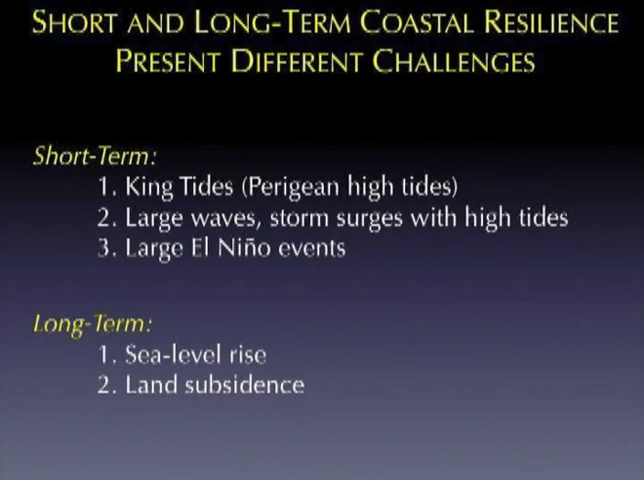 SHORT AND LONG-TERM COASTAL RESILIENCE
PRESENT DIFFERENT CHALLENGES
Short-Term:
1. King Tides (Perigean high tides)
2. Large waves, storm surges with high tides
3. Large El Niño events
Long-Term:
1. Sea-level rise
2. Land subsidence